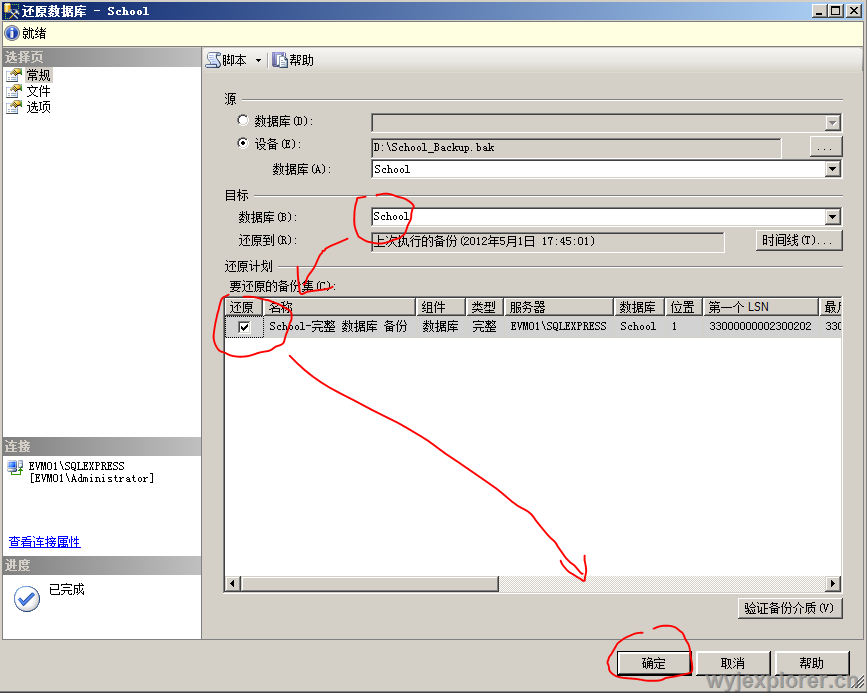 还原数据库 - School
就绪
选择页
常规
文件
选项
脚本
帮助
源
数据库(D):
设备(E):
D:\School_Backup.bak
...
数据库(A):
School
目标
数据库(B):
School
还原到(R):
上次执行的备份(2012年5月1日 17:45:01)
时间线(T)...
还原计划
要还原的备份集(C):
还原 名称 组件 类型 服务器 数据库 位置 第一个 LSN
School-完整 数据库 备份 数据库 完整 EVM01\SQLEXPRESS School 1 33000000002300202 330
连接
EVM01\SQLEXPRESS
[EVM01\Administrator]
查看连接属性
进度
已完成
验证备份介质(V)
确定 取消 帮助
wyjexplorer.cn